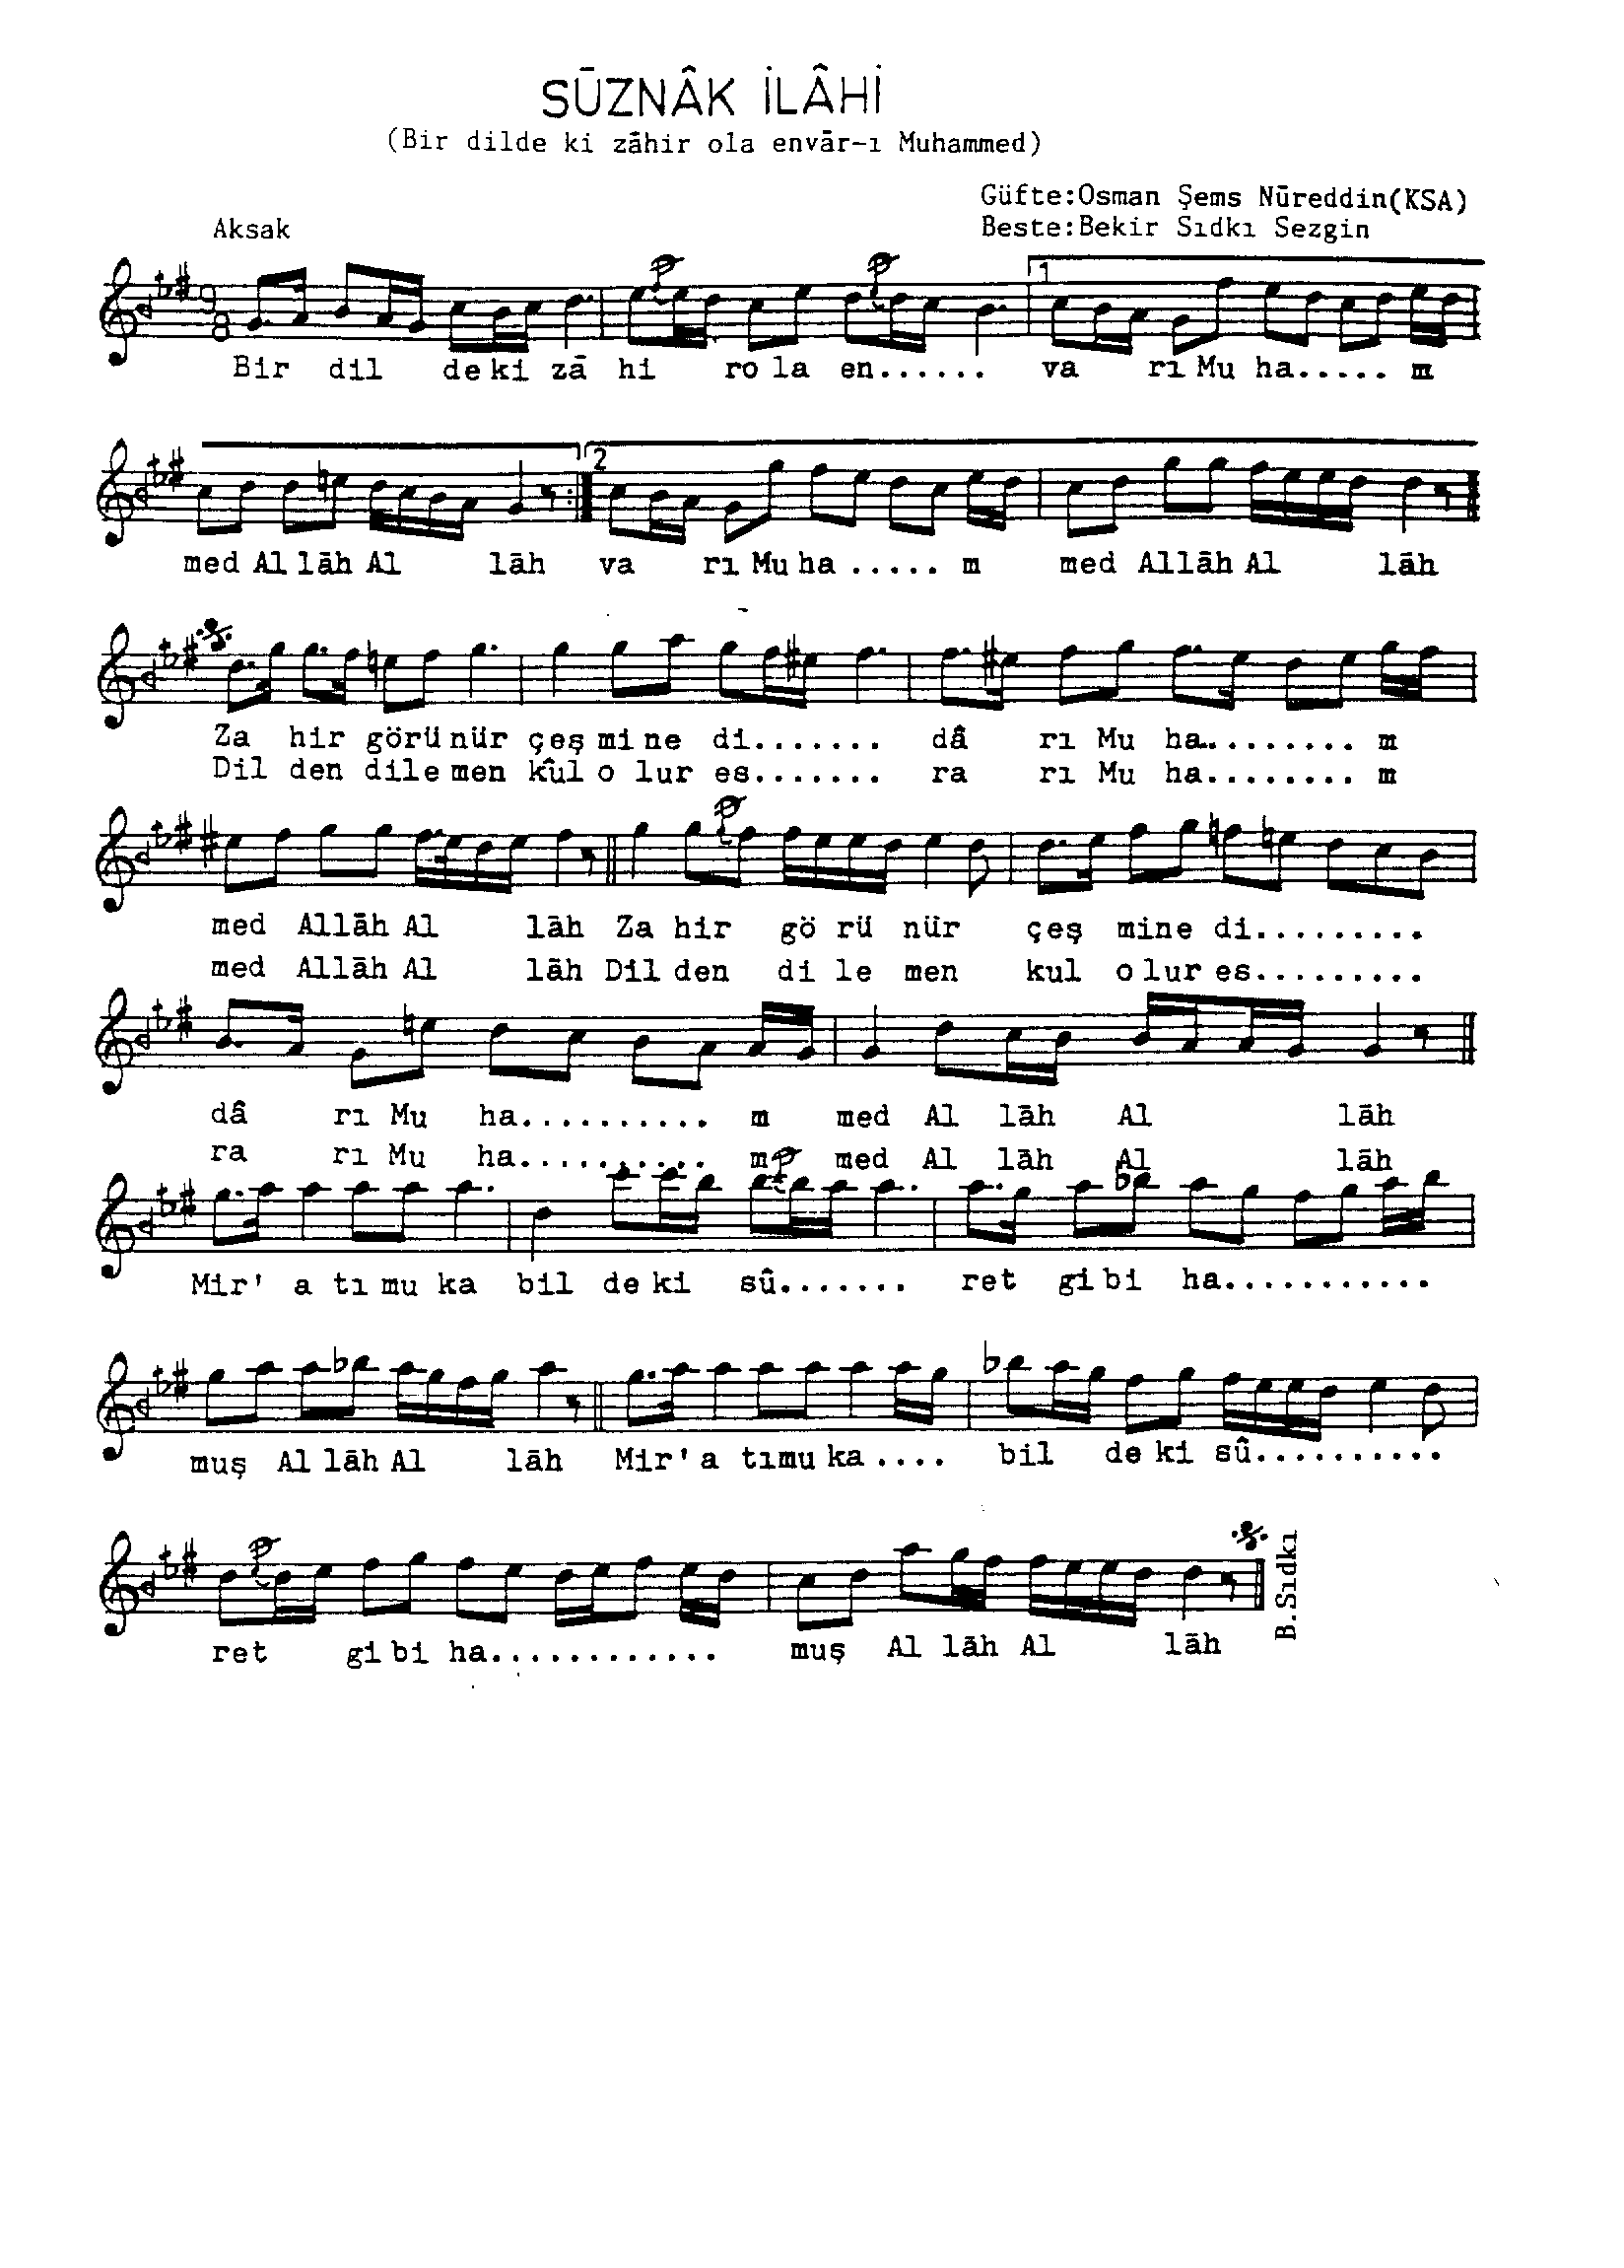 SŪZNÂK İLÂHİ
(Bir dilde ki zāhir ola envār-ı Muhammed)
Güfte:Osman Şems Nūreddin(KSA)
Aksak
Beste:Bekir Sıdkı Sezgin
9 8
1
Bir dil de ki zā hi ro la en...... va rı Mu ha..... m
2
med Al lāh Al lāh va rı Mu ha ..... m med Allāh Al lāh
Za hir görü nür çeş mi ne di....... dâ rı Mu ha......... m
Dil den dile men kûl o lur es....... ra rı Mu ha........ m
med Allāh Al lāh Za hir gö rü nür çeş mine di.........
med Allāh Al lāh Dil den di le men kul olur es.........
dâ rı Mu ha.......... m med Al lāh Al lāh
ra rı Mu ha.......... m med Al lāh Al lāh
Mir' a tı mu ka bil de ki sû....... ret gi bi ha...........
muş Al lāh Al lāh Mir' a tımu ka .... bil de ki sû..........
B.Sıdkı
ret gi bi ha............ muş Al lāh Al lāh